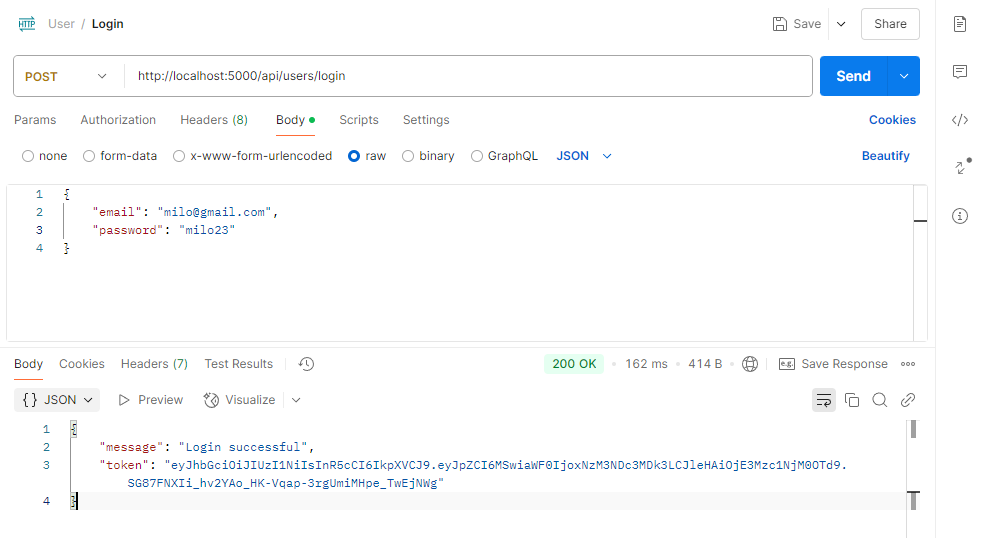 HTTP User / Login Save Share
POST http://localhost:5000/api/users/login Send
Params Authorization Headers (8) Body Scripts Settings Cookies
none form-data x-www-form-urlencoded raw binary GraphQL JSON Beautify
1 {
2 "email": "milo@gmail.com",
3 "password": "milo23"
4 }
Body Cookies Headers (7) Test Results 200 OK 162 ms 414 B e.g. Save Response
{} JSON Preview Visualize
1 {
2 "message": "Login successful",
3 "token": "eyJhbGciOiJIUzI1NiIsInR5cCI6IkpXVCJ9.eyJpZCI6MSwiaWF0IjoxNzM3NDc3MDk3LCJleHAiOjE3Mzc1NjM0OTd9.
SG87FNXIi_hv2YAo_HK-Vqap-3rgUmiMHpe_TwEjNWg"
4 }